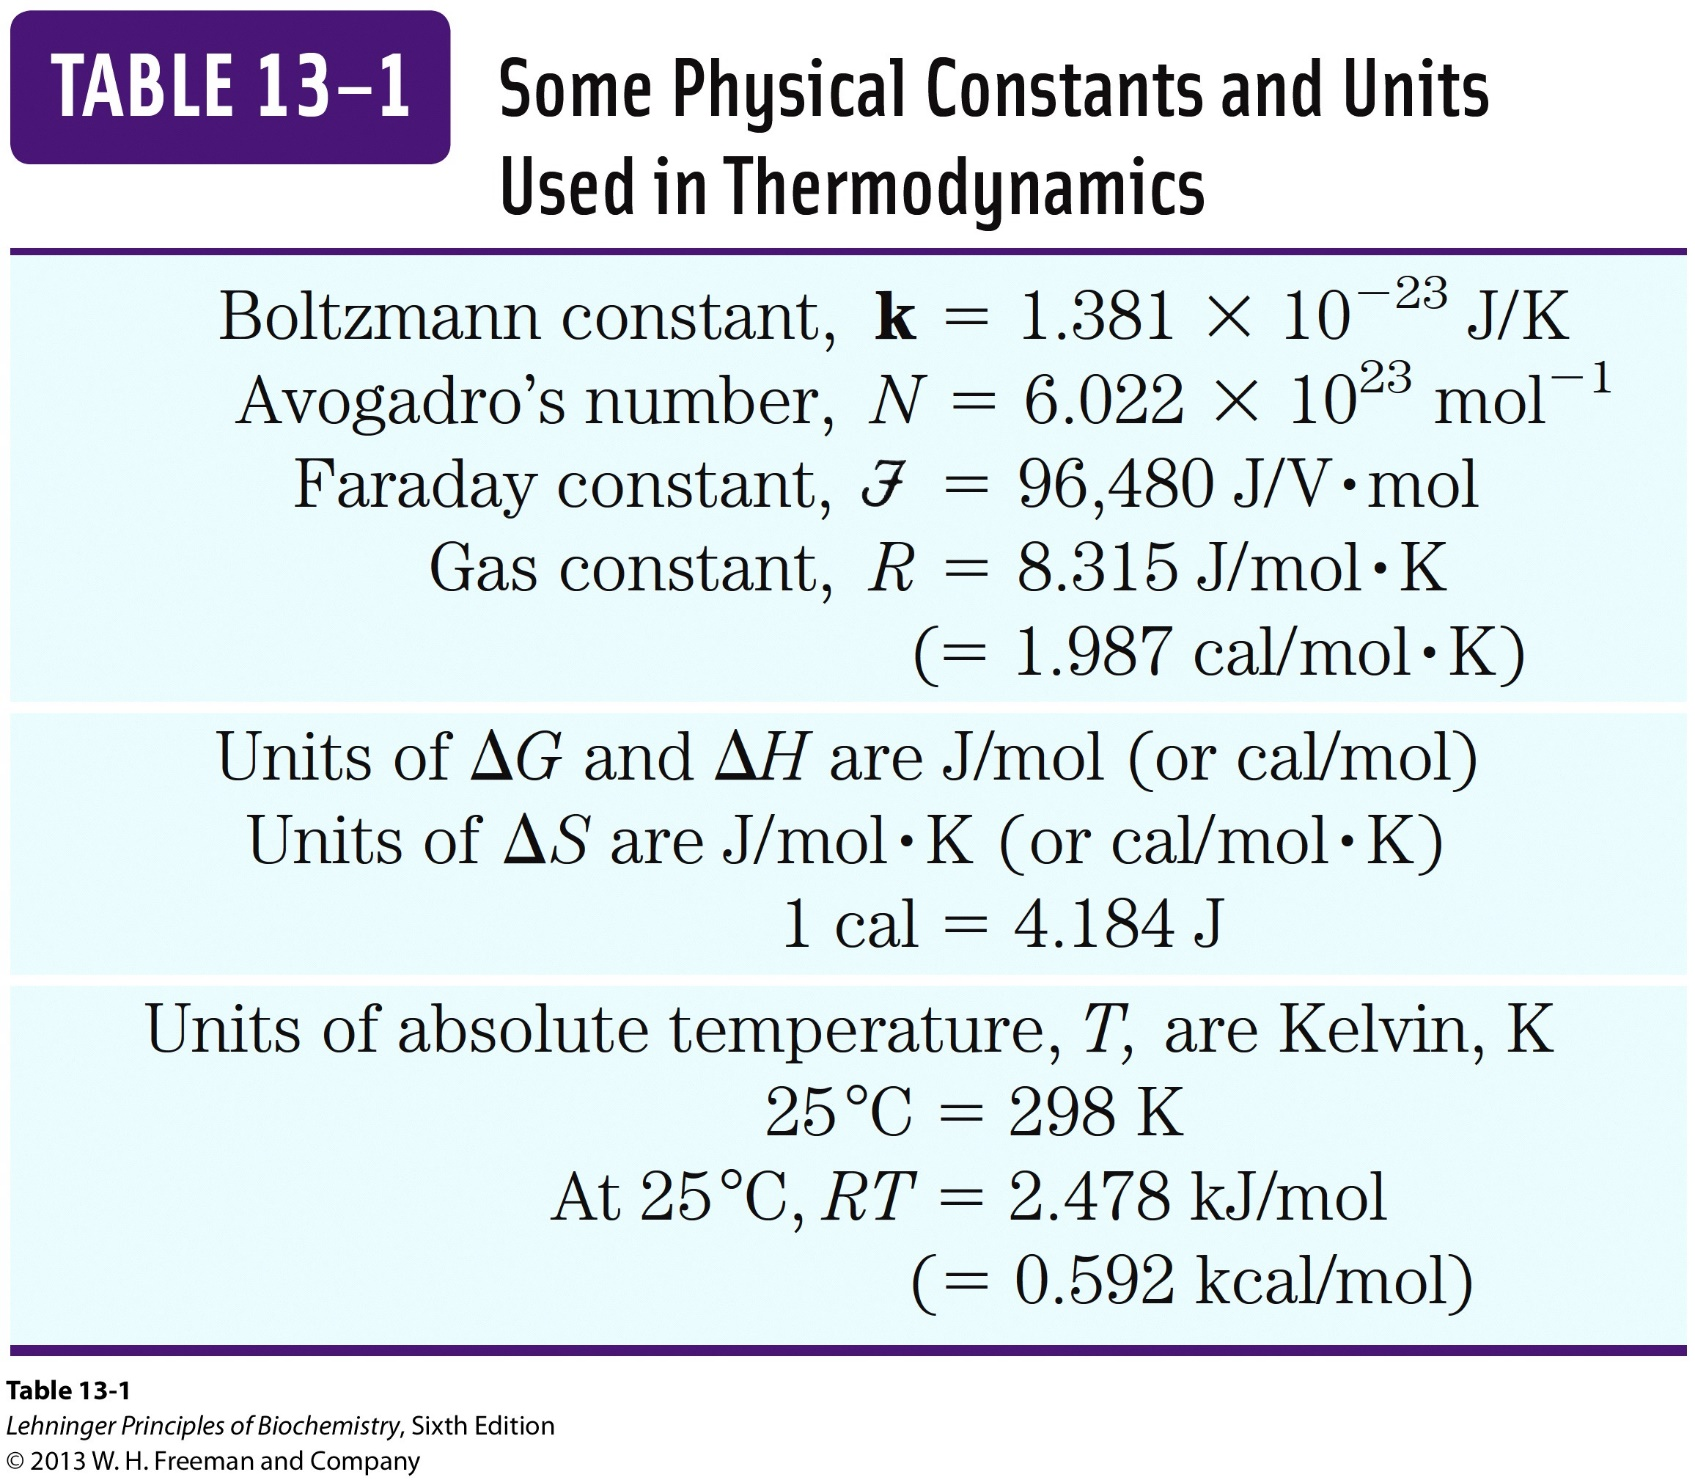 TABLE 13–1
Some Physical Constants and Units
Used in Thermodynamics
Boltzmann constant, k = 1.381 × 10⁻²³ J/K
Avogadro’s number, N = 6.022 × 10²³ mol⁻¹
Faraday constant, ℱ = 96,480 J/V·mol
Gas constant, R = 8.315 J/mol·K
(= 1.987 cal/mol·K)
Units of ΔG and ΔH are J/mol (or cal/mol)
Units of ΔS are J/mol·K (or cal/mol·K)
1 cal = 4.184 J
Units of absolute temperature, T, are Kelvin, K
25°C = 298 K
At 25°C, RT = 2.478 kJ/mol
(= 0.592 kcal/mol)
Table 13-1
Lehninger Principles of Biochemistry, Sixth Edition
© 2013 W. H. Freeman and Company